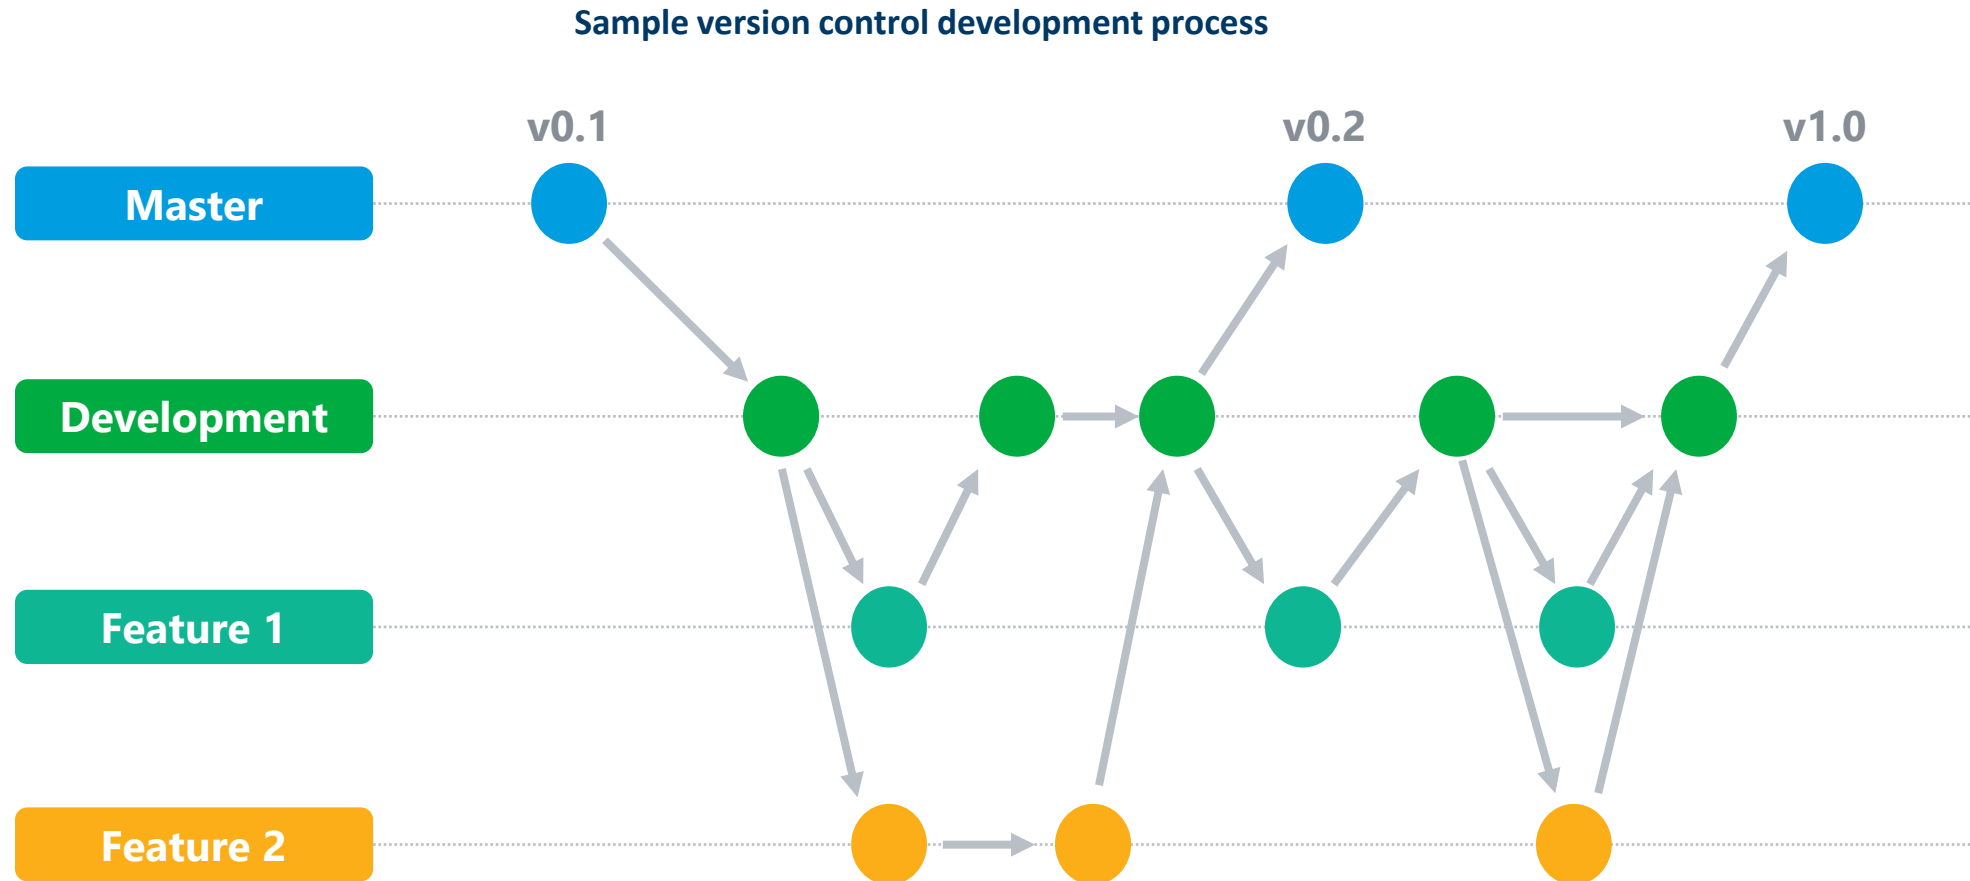 Sample version control development process
v0.1
v0.2
v1.0
Master
Development
Feature 1
Feature 2